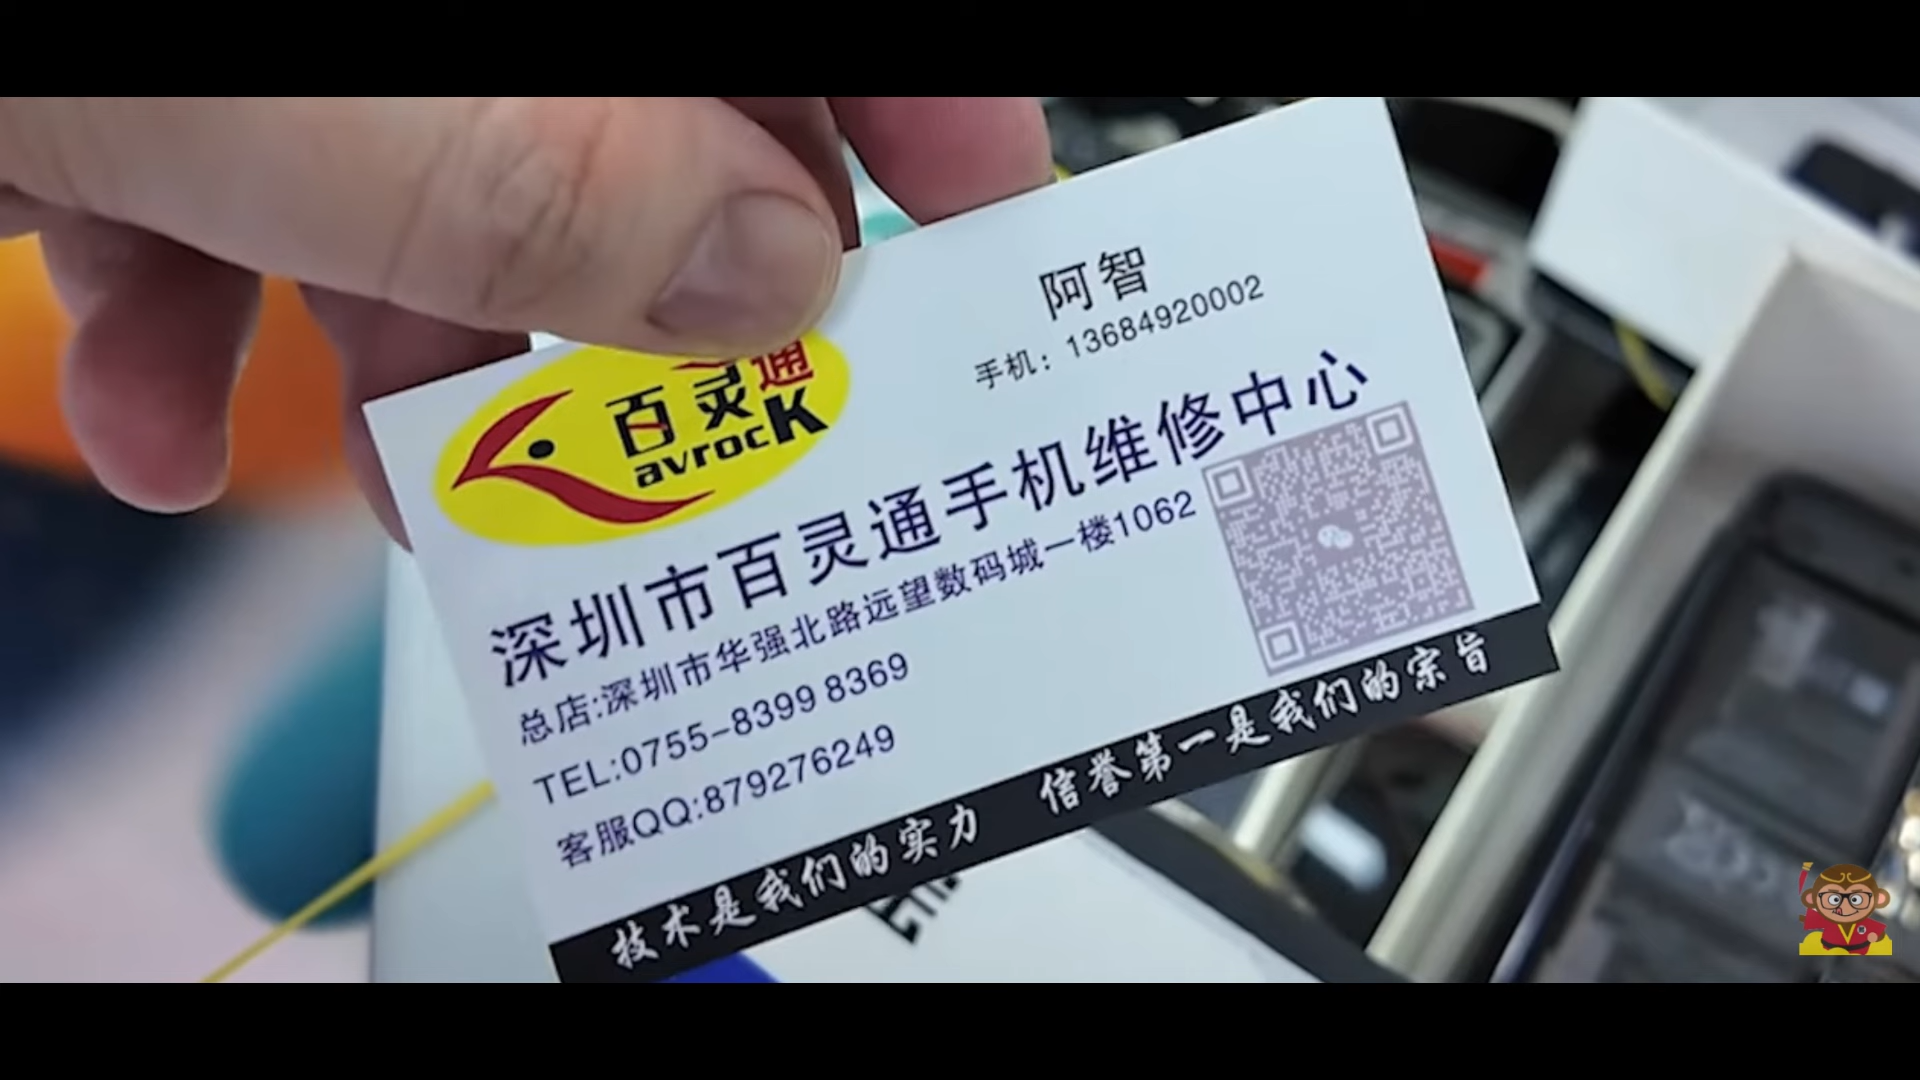 阿智
手机：13684920002
百灵通
avrock
深圳市百灵通手机维修中心
总店:深圳市华强北路远望数码城一楼1062
TEL:0755-8399 8369
客服QQ:879276249
技术是我们的实力 信誉第一是我们的宗旨